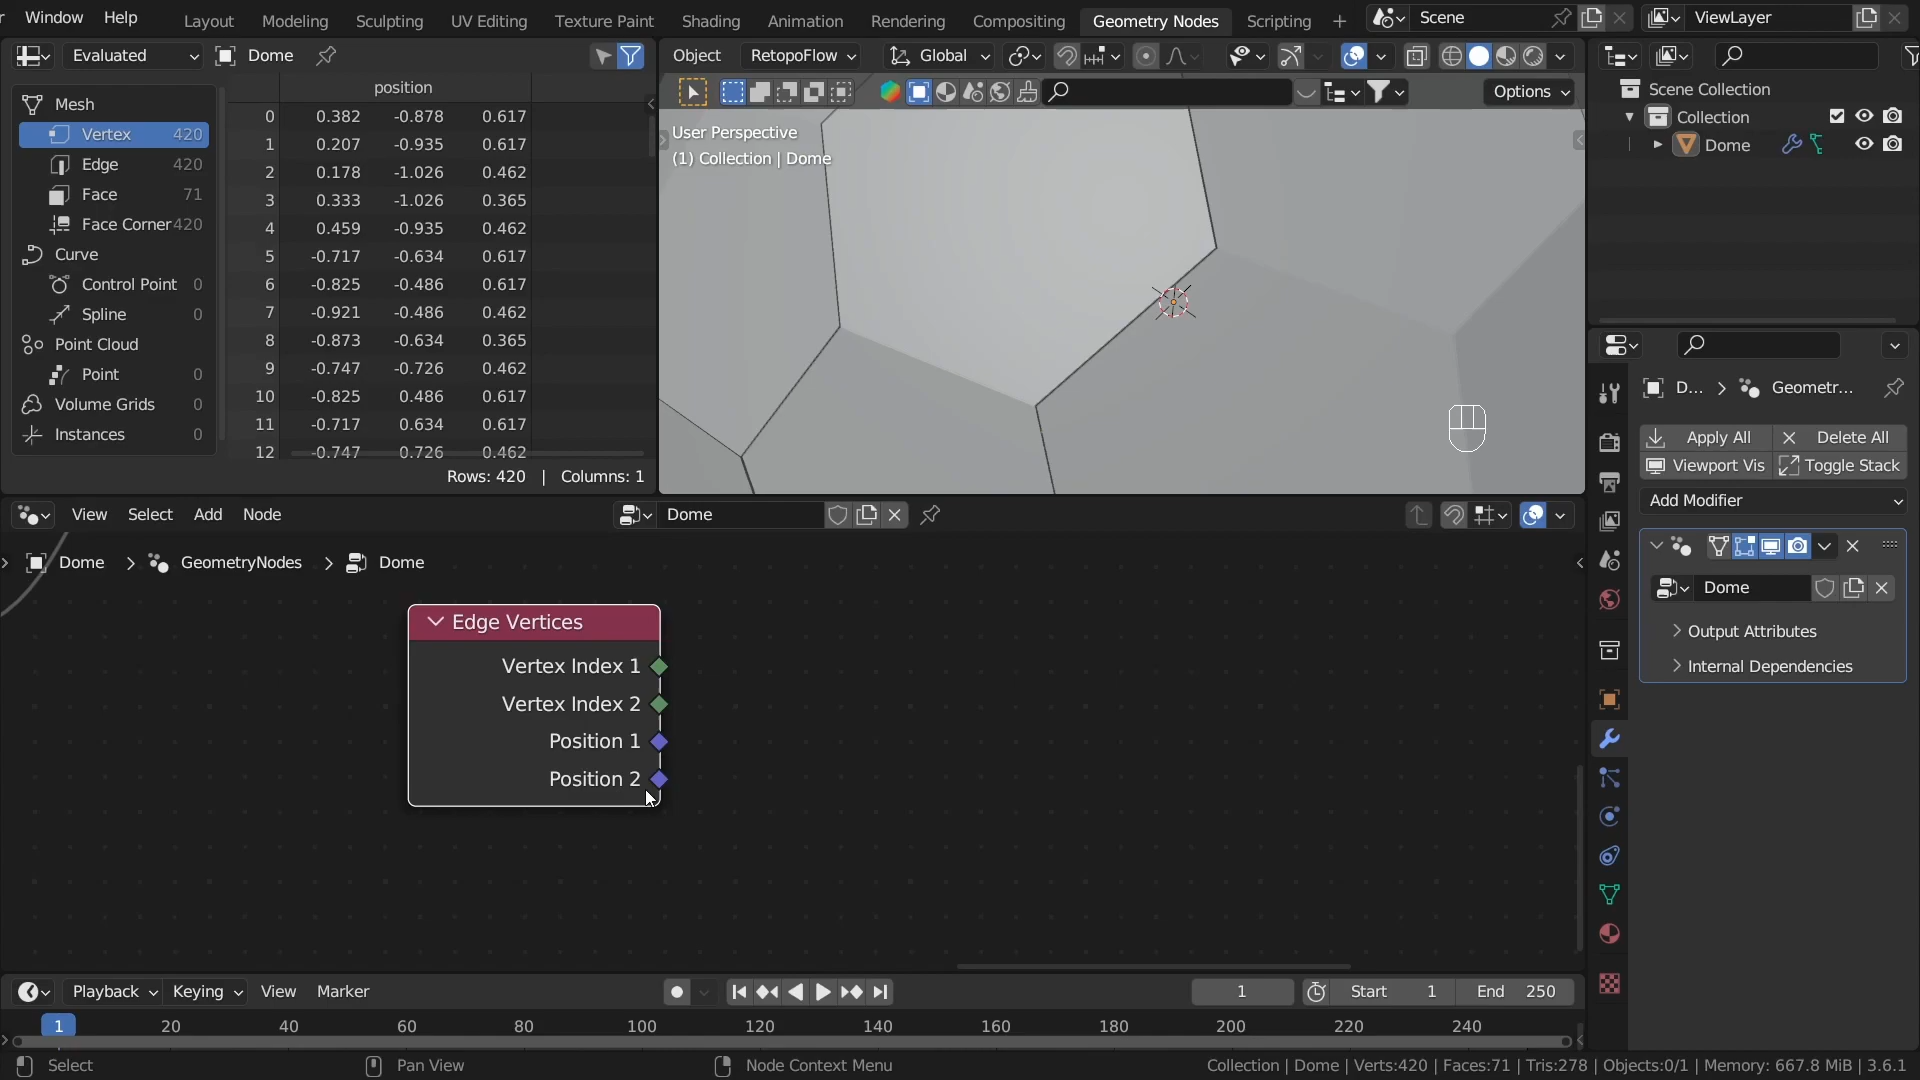 Window Help Layout Modeling Sculpting UV Editing Texture Paint Shading Animation Rendering Compositing Geometry Nodes Scripting + Scene ViewLayer
Evaluated Dome
Object RetopoFlow Global
position
Options
Mesh
Vertex 420
Edge 420
Face 71
Face Corner 420
Curve
Control Point 0
Spline 0
Point Cloud
Point 0
Volume Grids 0
Instances 0
0 0.382 -0.878 0.617
1 0.207 -0.935 0.617
2 0.178 -1.026 0.462
3 0.333 -1.026 0.365
4 0.459 -0.935 0.462
5 -0.717 -0.634 0.617
6 -0.825 -0.486 0.617
7 -0.921 -0.486 0.462
8 -0.873 -0.634 0.365
9 -0.747 -0.726 0.462
10 -0.825 0.486 0.617
11 -0.717 0.634 0.617
12 -0.747 0.726 0.462
Rows: 420 | Columns: 1
User Perspective
(1) Collection | Dome
Scene Collection
Collection
Dome
D... Geometr...
Apply All Delete All
Viewport Vis Toggle Stack
Add Modifier
Dome
Output Attributes
Internal Dependencies
View Select Add Node Dome
Dome GeometryNodes Dome
Edge Vertices
Vertex Index 1
Vertex Index 2
Position 1
Position 2
Playback Keying View Marker 1 Start 1 End 250
1 20 40 60 80 100 120 140 160 180 200 220 240
Select Pan View Node Context Menu Collection | Dome | Verts:420 | Faces:71 | Tris:278 | Objects:0/1 | Memory: 667.8 MiB | 3.6.1